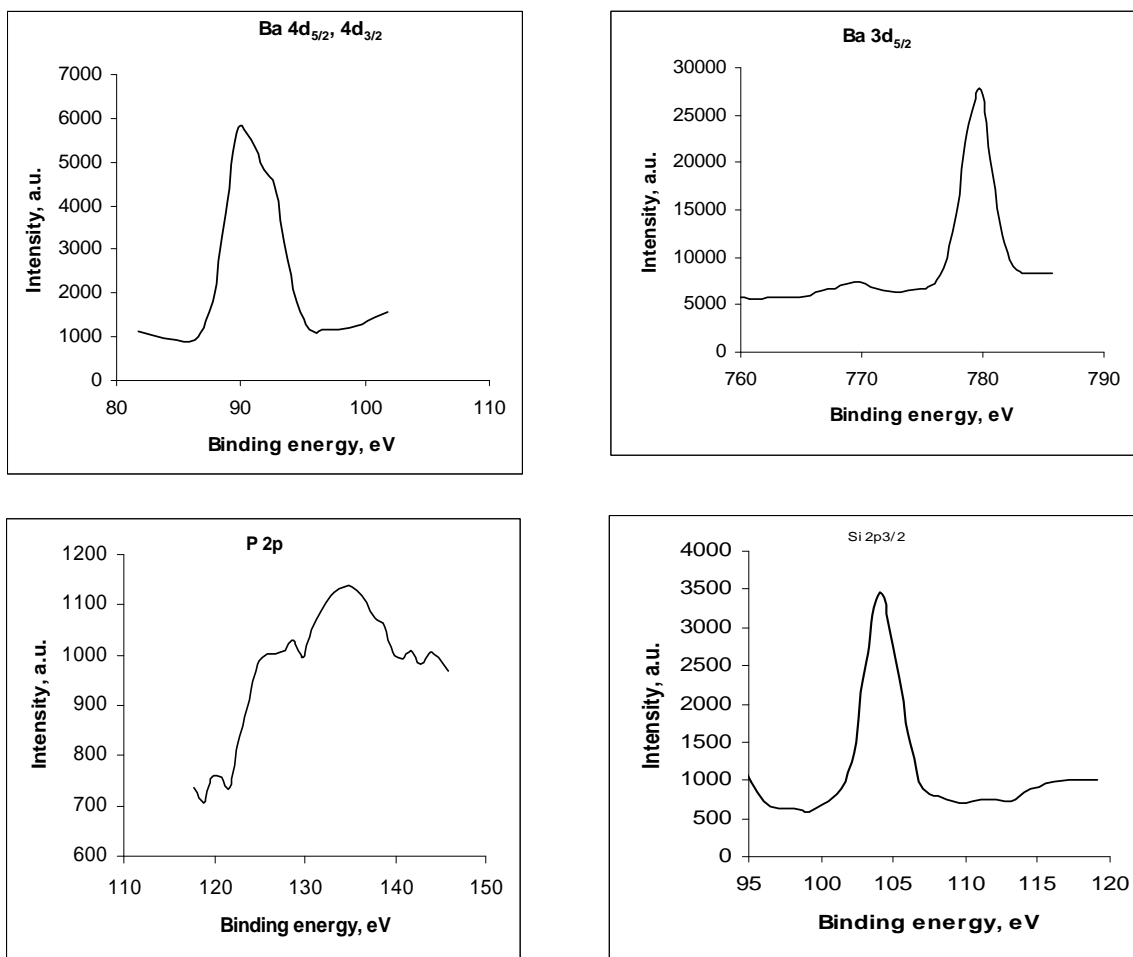 Ba 4d5/2, 4d3/2
7000
6000
5000
4000
3000
2000
1000
0
80 90 100 110
Intensity, a.u.
Binding energy, eV
Ba 3d5/2
30000
25000
20000
15000
10000
5000
0
760 770 780 790
Intensity, a.u.
Binding energy, eV
P 2p
1200
1100
1000
900
800
700
600
110 120 130 140 150
Intensity, a.u.
Binding energy, eV
Si 2p3/2
4000
3500
3000
2500
2000
1500
1000
500
0
95 100 105 110 115 120
Intensity, a.u.
Binding energy, eV